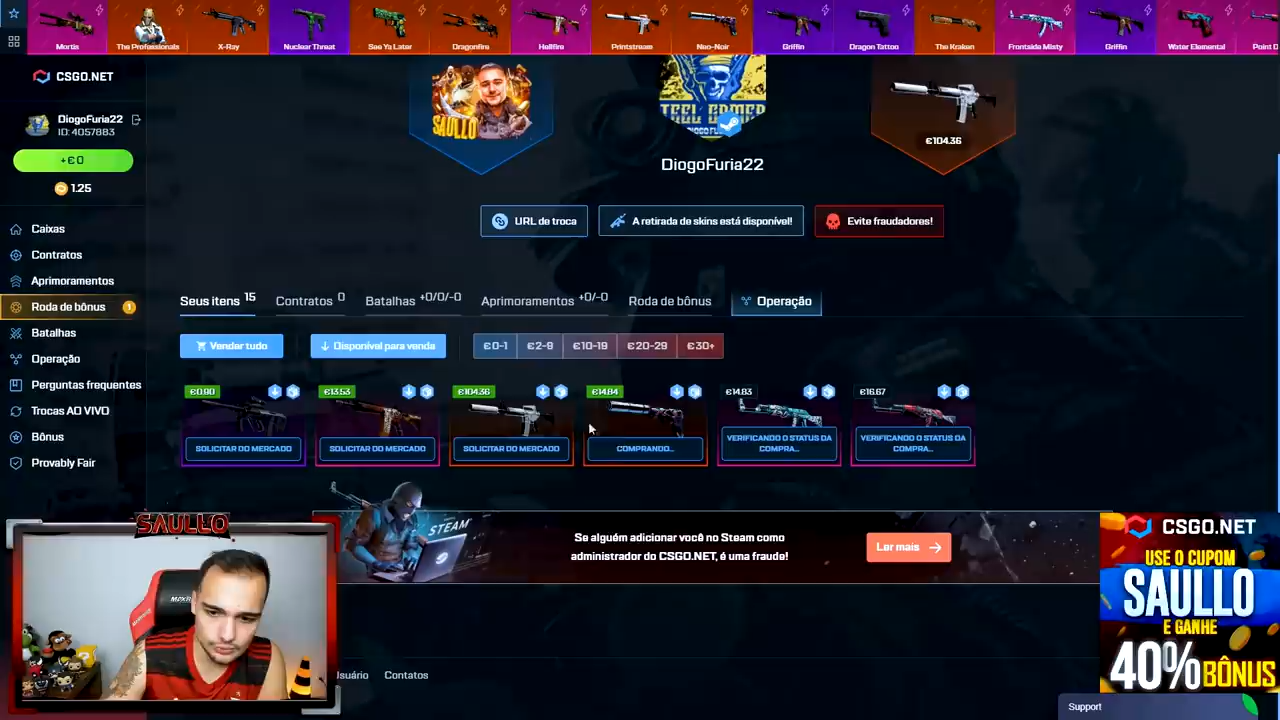 Mortis
The Professionals
X-Ray
Nuclear Threat
See Ya Later
Dragonfire
Hellfire
Printstream
Neo-Noir
Griffin
Dragon Tattoo
The Kraken
Frontside Misty
Griffin
Water Elemental
Point D
CSGO.NET
DiogoFuria22
ID: 4057883
+€0
1.25
Caixas
Contratos
Aprimoramentos
Roda de bônus 1
Batalhas
Operação
Perguntas frequentes
Trocas AO VIVO
Bônus
Provably Fair
SAULLO
DiogoFuria22
€104.36
URL de troca
A retirada de skins está disponível!
Evite fraudadores!
Seus itens 15
Contratos 0
Batalhas +0/0/-0
Aprimoramentos +0/-0
Roda de bônus
Operação
Vender tudo
Disponível para venda
€0-1
€2-9
€10-19
€20-29
€30+
€0.90
€13.53
€104.36
€14.84
€14.83
€16.67
SOLICITAR DO MERCADO
SOLICITAR DO MERCADO
SOLICITAR DO MERCADO
COMPRANDO...
VERIFICANDO O STATUS DA
COMPRA...
VERIFICANDO O STATUS DA
COMPRA...
STEAM
Se alguém adicionar você no Steam como
administrador do CSGO.NET, é uma fraude!
Ler mais
SAULLO
Contatos
CSGO.NET
USE O CUPOM
SAULLO
E GANHE
40% BÔNUS
Support